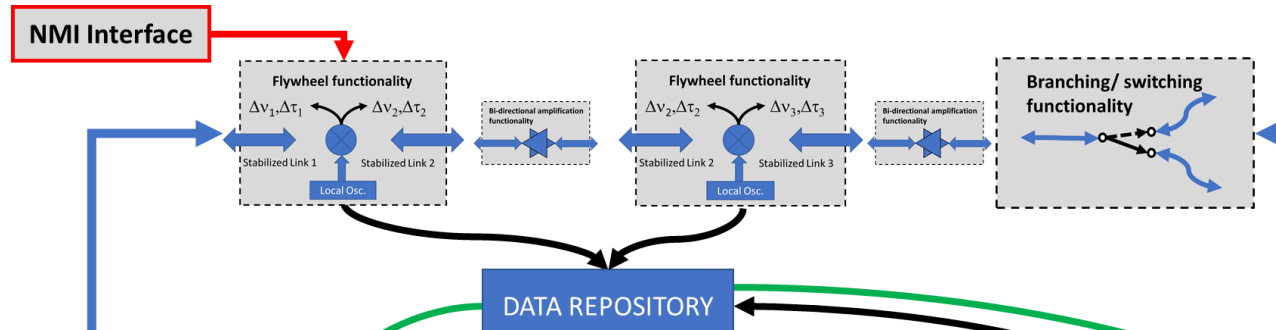 NMI Interface
Flywheel functionality
Δν1,Δτ1
Δν2,Δτ2
Stabilized Link 1
Stabilized Link 2
Local Osc.
Bi-directional amplification
functionality
Flywheel functionality
Δν2,Δτ2
Δν3,Δτ3
Stabilized Link 2
Stabilized Link 3
Local Osc.
Bi-directional amplification
functionality
Branching/ switching
functionality
DATA REPOSITORY